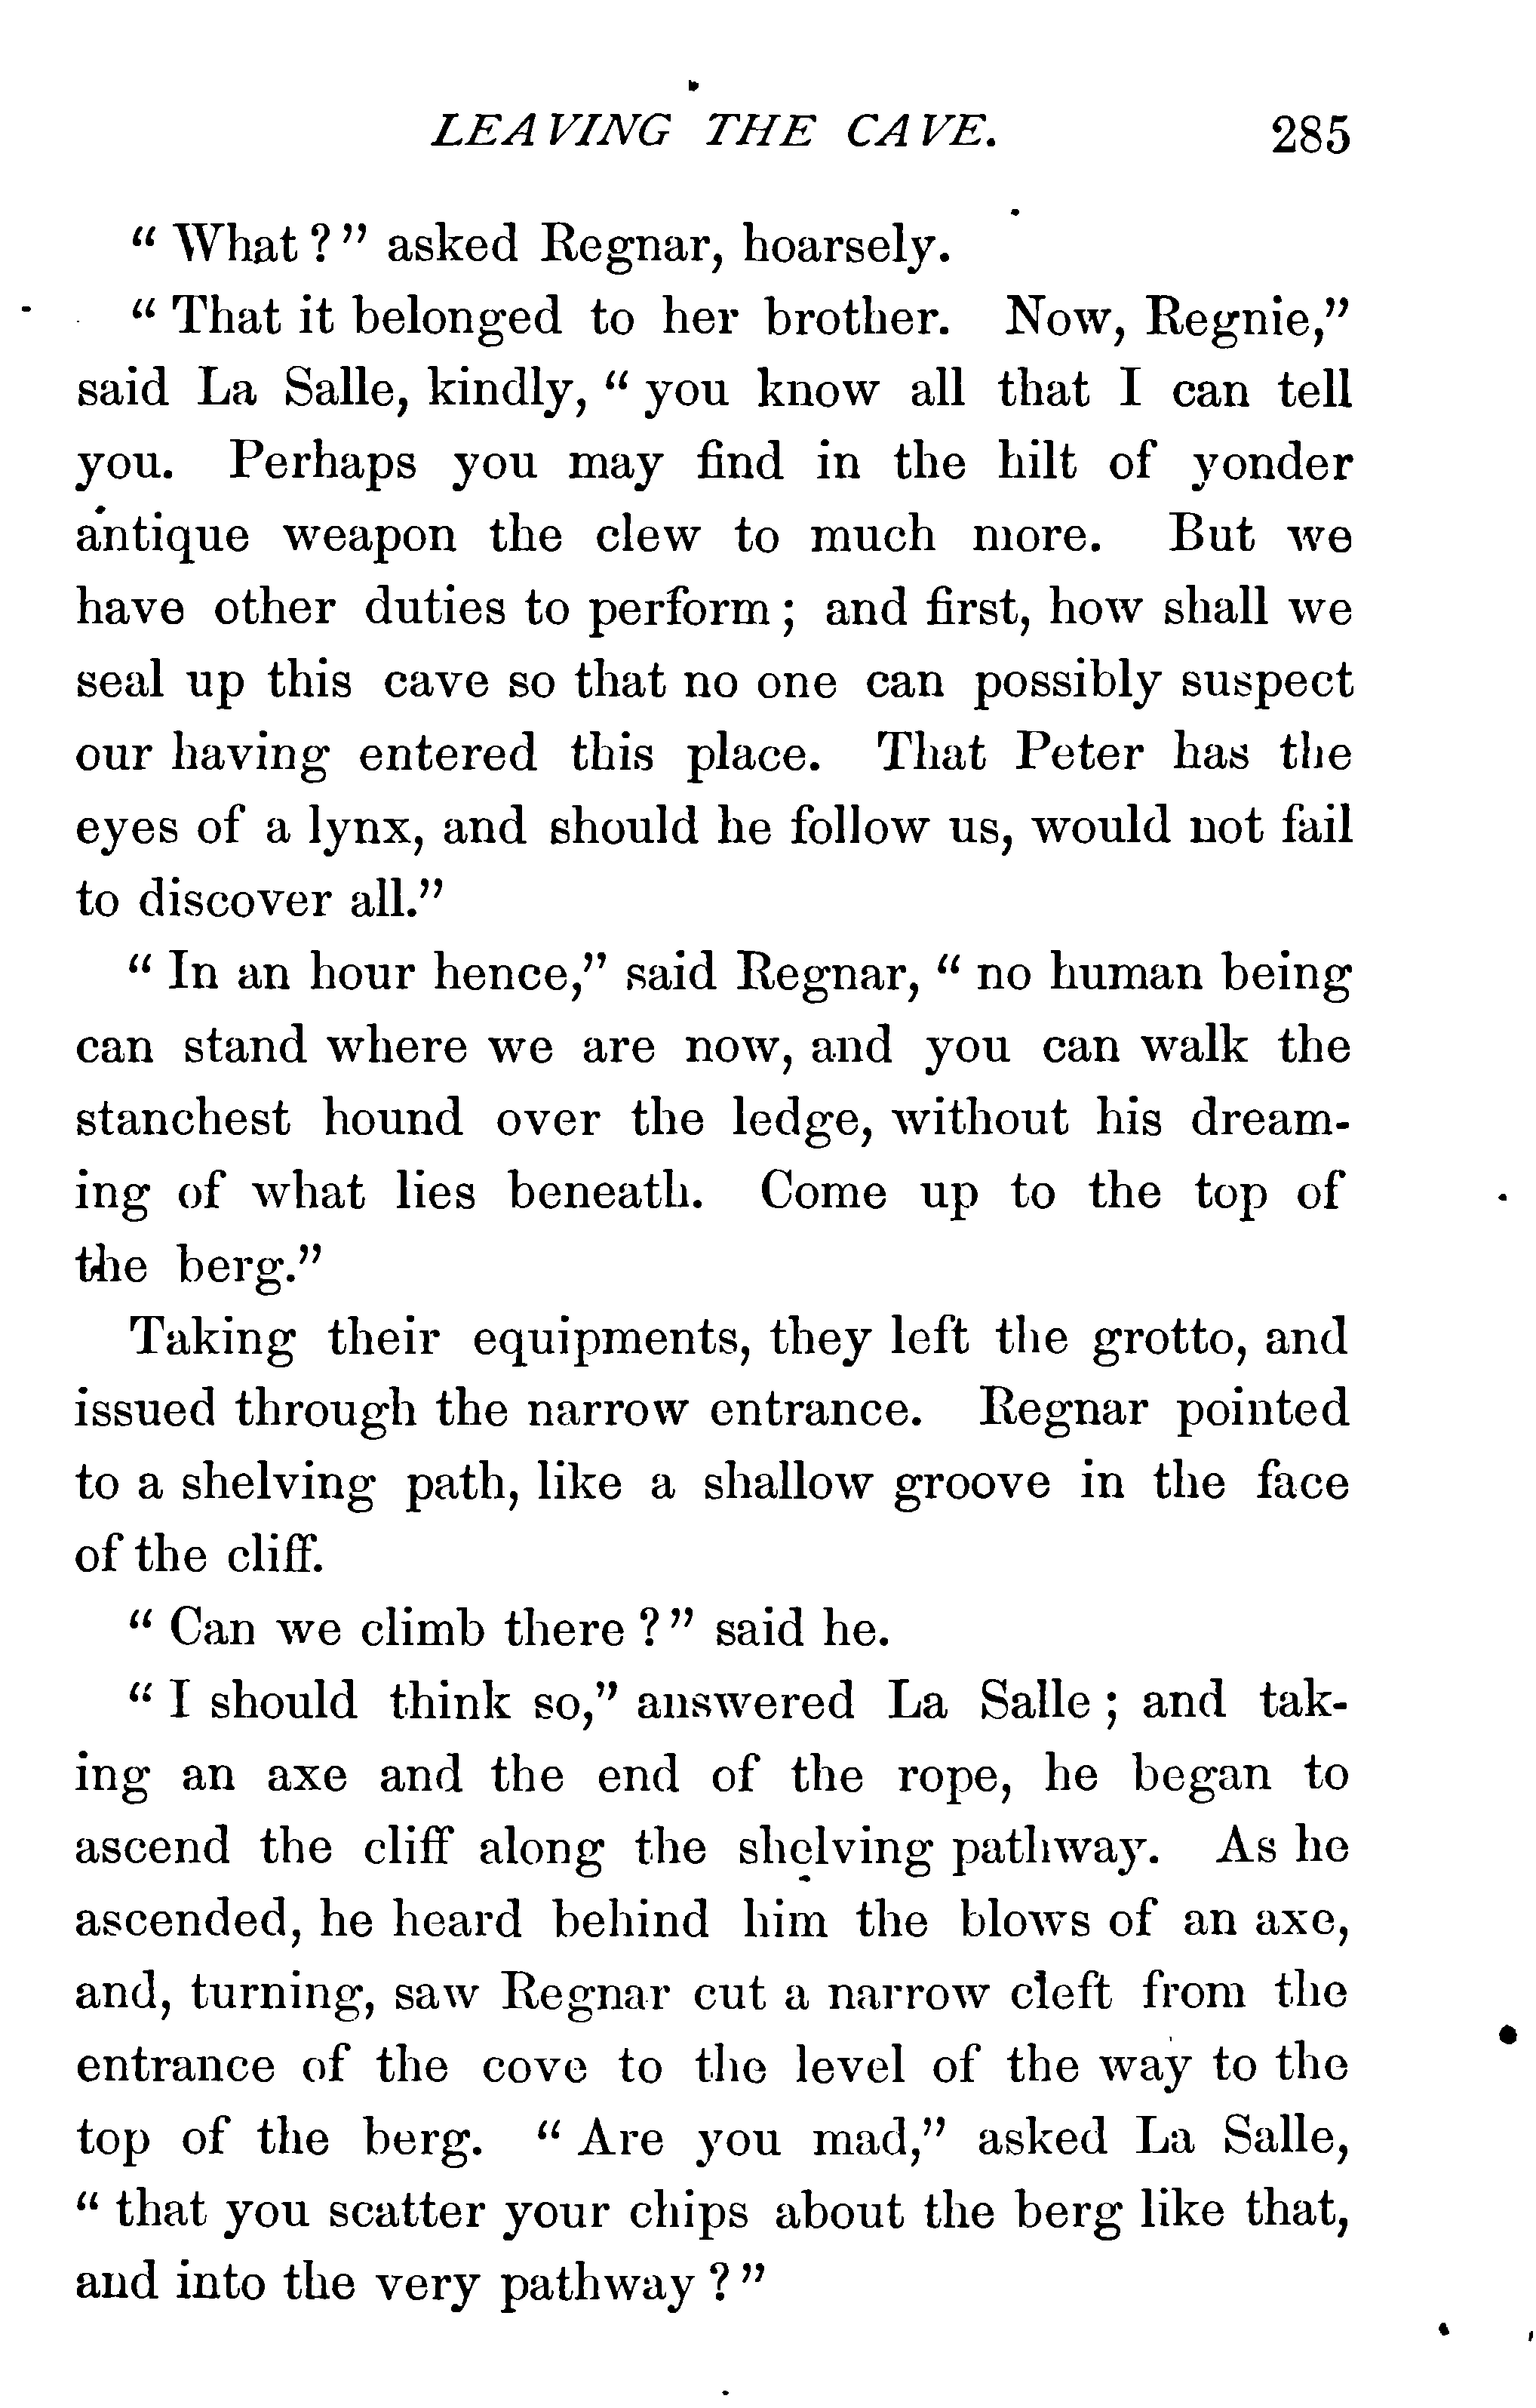 LEAVING THE CAVE. 285
“ What ? ” asked Regnar, hoarsely.
“ That it belonged to her brother. Now, Regnie,”
said La Salle, kindly, “ you know all that I can tell
you. Perhaps you may find in the hilt of yonder
antique weapon the clew to much more. But we
have other duties to perform ; and first, how shall we
seal up this cave so that no one can possibly suspect
our having entered this place. That Peter has the
eyes of a lynx, and should he follow us, would not fail
to discover all.”
“ In an hour hence,” said Regnar, “ no human being
can stand where we are now, and you can walk the
stanchest hound over the ledge, without his dream-
ing of what lies beneath. Come up to the top of
the berg.”
Taking their equipments, they left the grotto, and
issued through the narrow entrance. Regnar pointed
to a shelving path, like a shallow groove in the face
of the cliff.
“ Can we climb there ? ” said he.
“ I should think so,” answered La Salle ; and tak-
ing an axe and the end of the rope, he began to
ascend the cliff along the shelving pathway. As he
ascended, he heard behind him the blows of an axe,
and, turning, saw Regnar cut a narrow cleft from the
entrance of the cove to the level of the way to the
top of the berg. “ Are you mad,” asked La Salle,
“ that you scatter your chips about the berg like that,
and into the very pathway ? ”